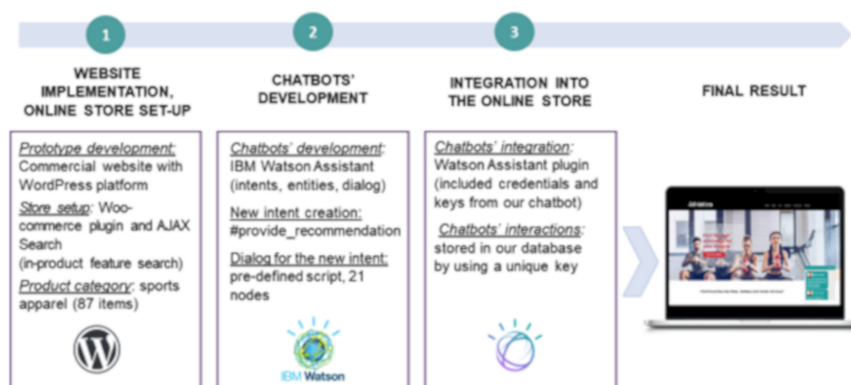 1
2
3
WEBSITE
IMPLEMENTATION,
ONLINE STORE SET-UP
CHATBOTS'
DEVELOPMENT
INTEGRATION INTO
THE ONLINE STORE
FINAL RESULT
Prototype development:
Commercial website with
WordPress platform
Store setup: Woo-
commerce plugin and AJAX
Search
(in-product feature search)
Product category: sports
apparel (87 items)
Chatbots' development:
IBM Watson Assistant
(intents, entities, dialog)
New intent creation:
#provide_recommendation
Dialog for the new intent:
pre-defined script, 21
nodes
IBM Watson
Chatbots' integration:
Watson Assistant plugin
(included credentials and
keys from our chatbot)
Chatbots' interactions:
stored in our database
by using a unique key